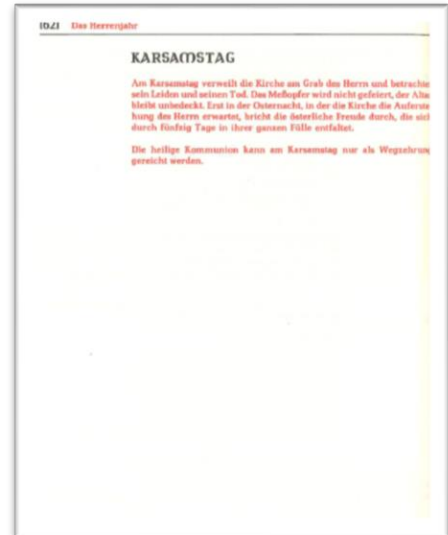 [62] Das Herrenjahr
KARSAMSTAG
Am Karsamstag verweilt die Kirche am Grab des Herrn und betrachte
sein Leiden und seinen Tod. Das Meßopfer wird nicht gefeiert, der Alta
bleibt unbedeckt. Erst in der Osternacht, in der die Kirche die Auferste
hung des Herrn erwartet, bricht die österliche Freude durch, die sich
durch fünfzig Tage in ihrer ganzen Fülle entfaltet.
Die heilige Kommunion kann am Karsamstag nur als Wegzehrung
gereicht werden.